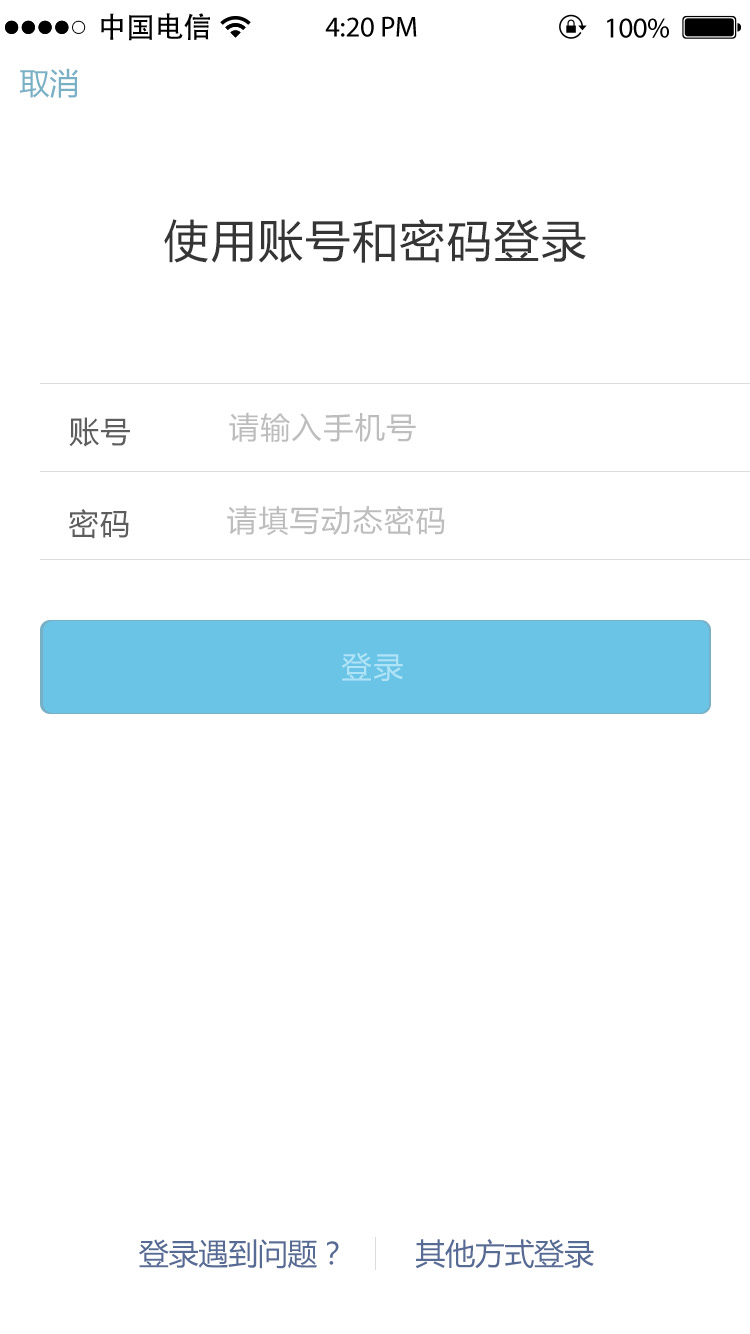 中国电信 4:20 PM 100%
取消
使用账号和密码登录
账号 请输入手机号
密码 请填写动态密码
登录
登录遇到问题？ 其他方式登录